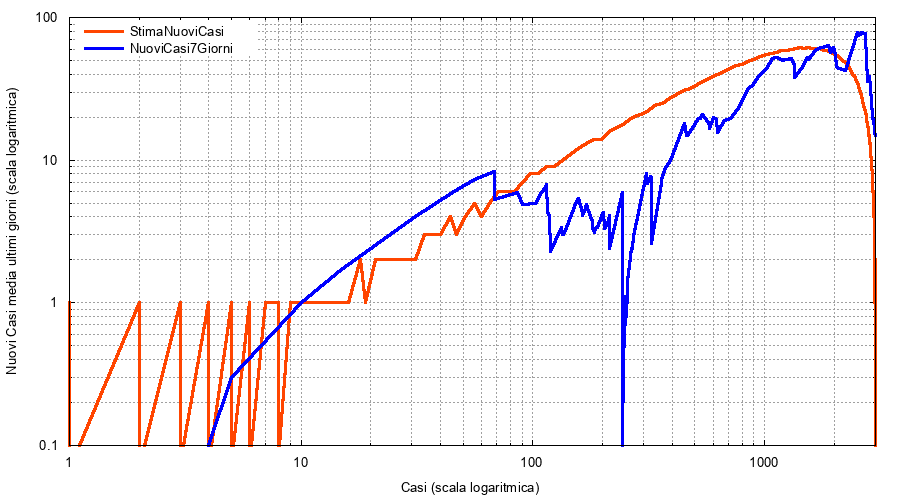 100
StimaNuoviCasi
NuoviCasi7Giorni
10
1
0.1
1
10
100
1000
Nuovi Casi media ultimi giorni (scala logaritmica)
Casi (scala logaritmica)